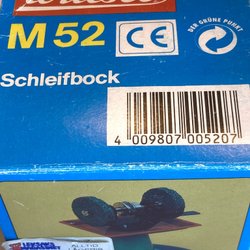 M 52
CE
DER GRÜNE PUNKT
Schleifbock
4 009807 005207